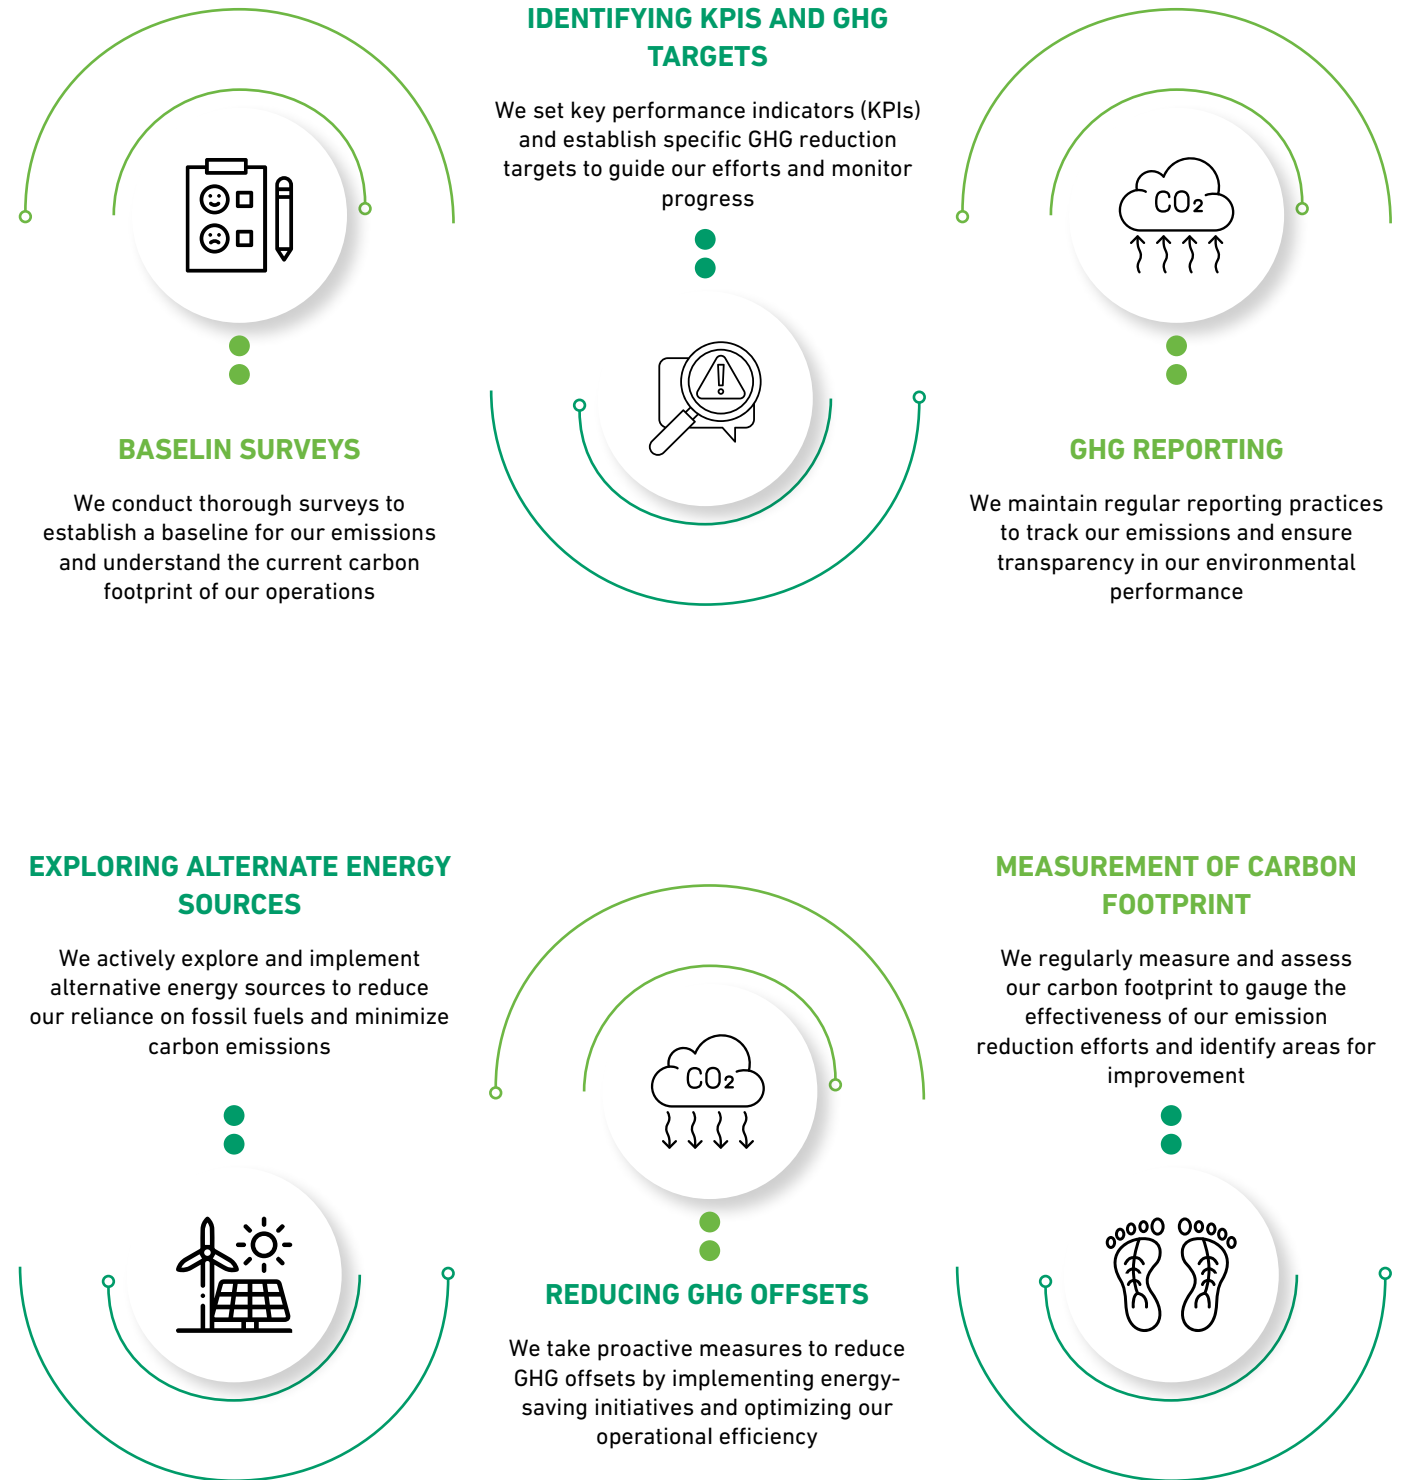 IDENTIFYING KPIS AND GHG
TARGETS
We set key performance indicators (KPIs)
and establish specific GHG reduction
targets to guide our efforts and monitor
progress
CO₂
BASELIN SURVEYS
We conduct thorough surveys to
establish a baseline for our emissions
and understand the current carbon
footprint of our operations
GHG REPORTING
We maintain regular reporting practices
to track our emissions and ensure
transparency in our environmental
performance
EXPLORING ALTERNATE ENERGY
SOURCES
We actively explore and implement
alternative energy sources to reduce
our reliance on fossil fuels and minimize
carbon emissions
CO₂
REDUCING GHG OFFSETS
We take proactive measures to reduce
GHG offsets by implementing energy-
saving initiatives and optimizing our
operational efficiency
MEASUREMENT OF CARBON
FOOTPRINT
We regularly measure and assess
our carbon footprint to gauge the
effectiveness of our emission
reduction efforts and identify areas for
improvement